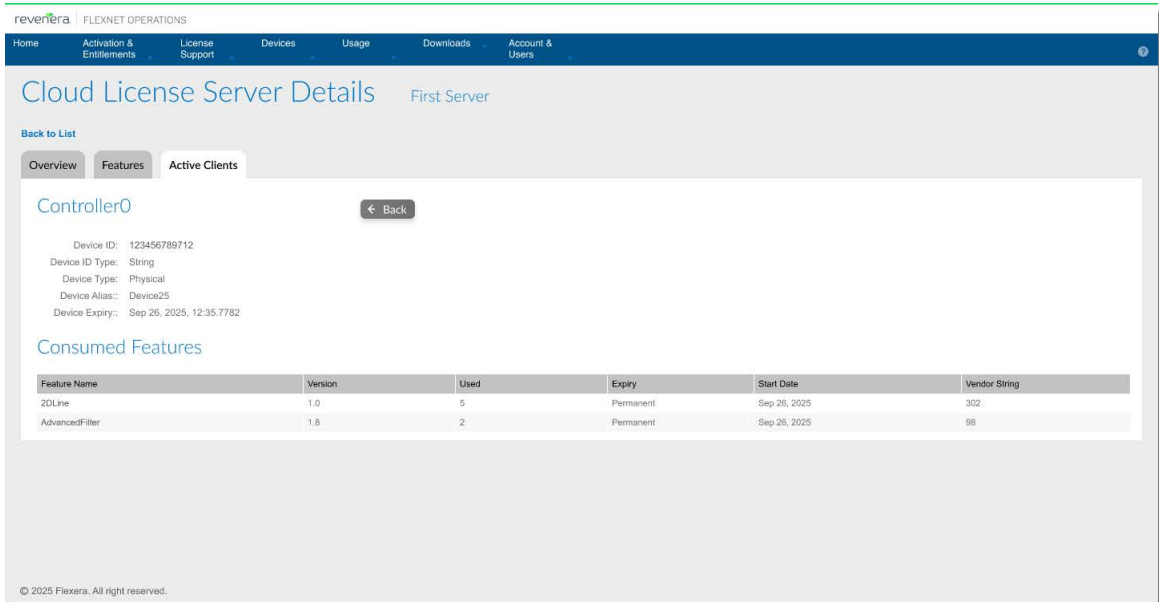 revenera FLEXNET OPERATIONS
Home Activation & Entitlements License Support Devices Usage Downloads Account & Users ?
Cloud License Server Details First Server
Back to List
Overview Features Active Clients
Controller0 ← Back
Device ID: 123456789712
Device ID Type: String
Device Type: Physical
Device Alias:: Device25
Device Expiry:: Sep 26, 2025, 12:35.7782
Consumed Features
Feature Name Version Used Expiry Start Date Vendor String
2DLine 1.0 5 Permanent Sep 26, 2025 302
AdvancedFilter 1.8 2 Permanent Sep 26, 2025 98
© 2025 Flexera. All right reserved.